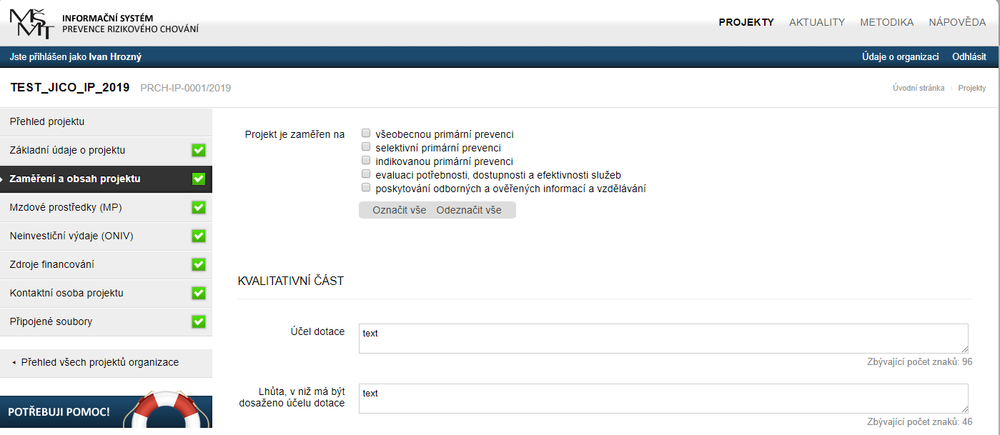 MŠMT
INFORMAČNÍ SYSTÉM
PREVENCE RIZIKOVÉHO CHOVÁNÍ
PROJEKTY AKTUALITY METODIKA NÁPOVĚDA
Jste přihlášen jako Ivan Hrozný
Údaje o organizaci Odhlásit
TEST_JICO_IP_2019 PRCH-IP-0001/2019
Úvodní stránka Projekty
Přehled projektu
Základní údaje o projektu
Zaměření a obsah projektu
Mzdové prostředky (MP)
Neinvestiční výdaje (ONIV)
Zdroje financování
Kontaktní osoba projektu
Připojené soubory
Přehled všech projektů organizace
POTŘEBUJI POMOC!
Projekt je zaměřen na
všeobecnou primární prevenci
selektivní primární prevenci
indikovanou primární prevenci
evaluaci potřebnosti, dostupnosti a efektivnosti služeb
poskytování odborných a ověřených informací a vzdělávání
Označit vše Odeznačit vše
KVALITATIVNÍ ČÁST
Účel dotace
text
Zbývající počet znaků: 96
Lhůta, v niž má být
dosaženo účelu dotace
text
Zbývající počet znaků: 46